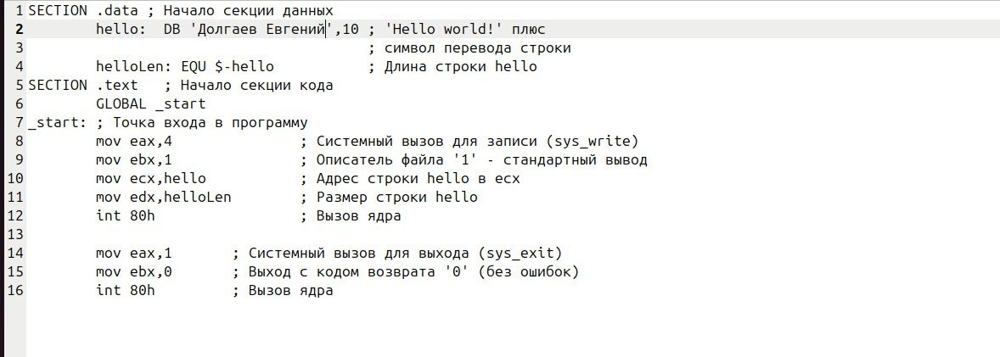 1 SECTION .data ; Начало секции данных
2 hello: DB 'Долгаев Евгений',10 ; 'Hello world!' плюс
3 ; символ перевода строки
4 helloLen: EQU $-hello ; Длина строки hello
5 SECTION .text ; Начало секции кода
6 GLOBAL _start
7 _start: ; Точка входа в программу
8 mov eax,4 ; Системный вызов для записи (sys_write)
9 mov ebx,1 ; Описатель файла '1' - стандартный вывод
10 mov ecx,hello ; Адрес строки hello в ecx
11 mov edx,helloLen ; Размер строки hello
12 int 80h ; Вызов ядра
13
14 mov eax,1 ; Системный вызов для выхода (sys_exit)
15 mov ebx,0 ; Выход с кодом возврата '0' (без ошибок)
16 int 80h ; Вызов ядра